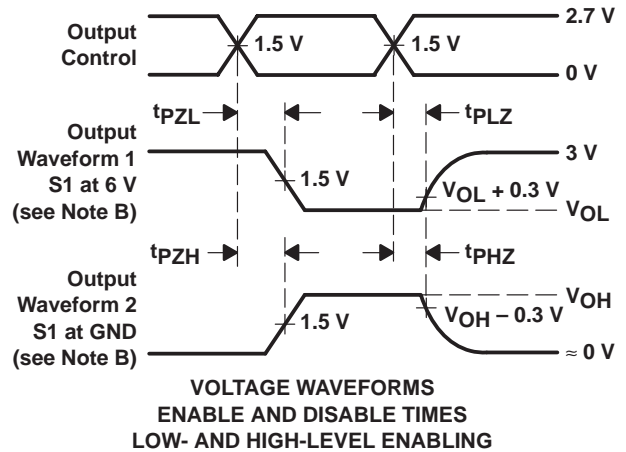 2.7 V
Output
Control
1.5 V
1.5 V
0 V
tPZL
tPLZ
Output
Waveform 1
S1 at 6 V
(see Note B)
3 V
1.5 V
VOL + 0.3 V
VOL
tPZH
tPHZ
Output
Waveform 2
S1 at GND
(see Note B)
VOH
1.5 V
VOH – 0.3 V
≈ 0 V
VOLTAGE WAVEFORMS
ENABLE AND DISABLE TIMES
LOW- AND HIGH-LEVEL ENABLING